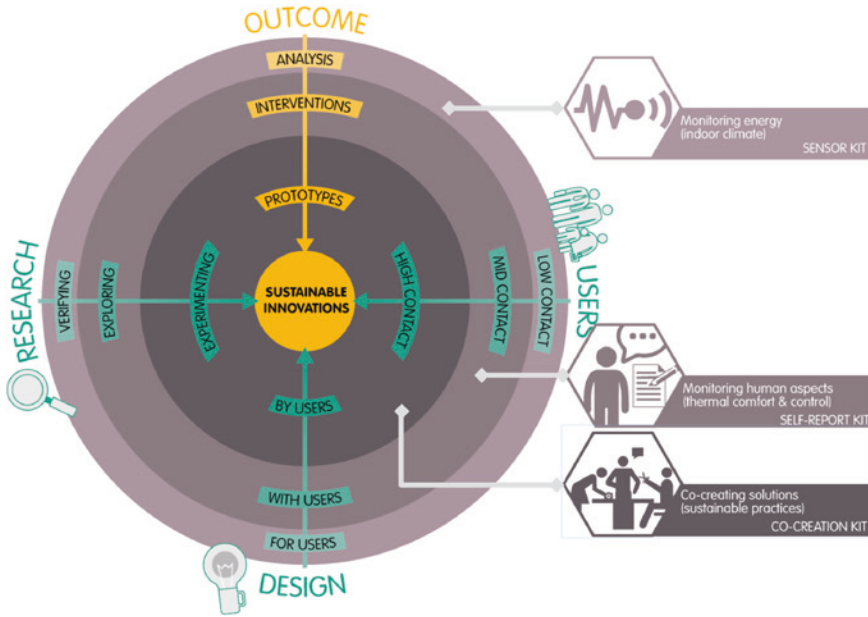 OUTCOME
ANALYSIS
INTERVENTIONS
PROTOTYPES
RESEARCH
VERIFYING
EXPLORING
EXPERIMENTING
SUSTAINABLE
INNOVATIONS
HIGH CONTACT
MID CONTACT
LOW CONTACT
USERS
BY USERS
WITH USERS
FOR USERS
DESIGN
Monitoring energy
(indoor climate)
SENSOR KIT
Monitoring human aspects
(thermal comfort & control)
SELF-REPORT KIT
Co-creating solutions
(sustainable practices)
CO-CREATION KIT